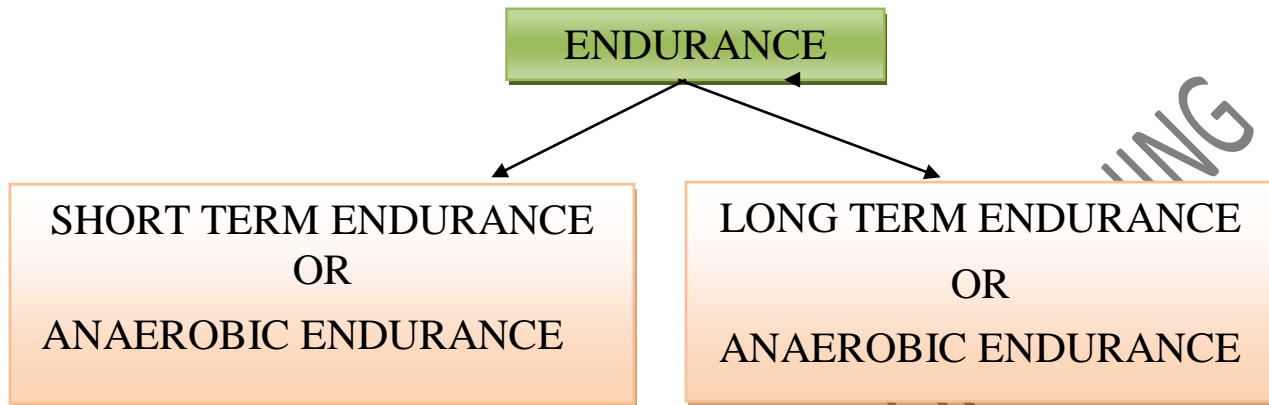 ENDURANCE
SHORT TERM ENDURANCE
OR
ANAEROBIC ENDURANCE
LONG TERM ENDURANCE
OR
ANAEROBIC ENDURANCE